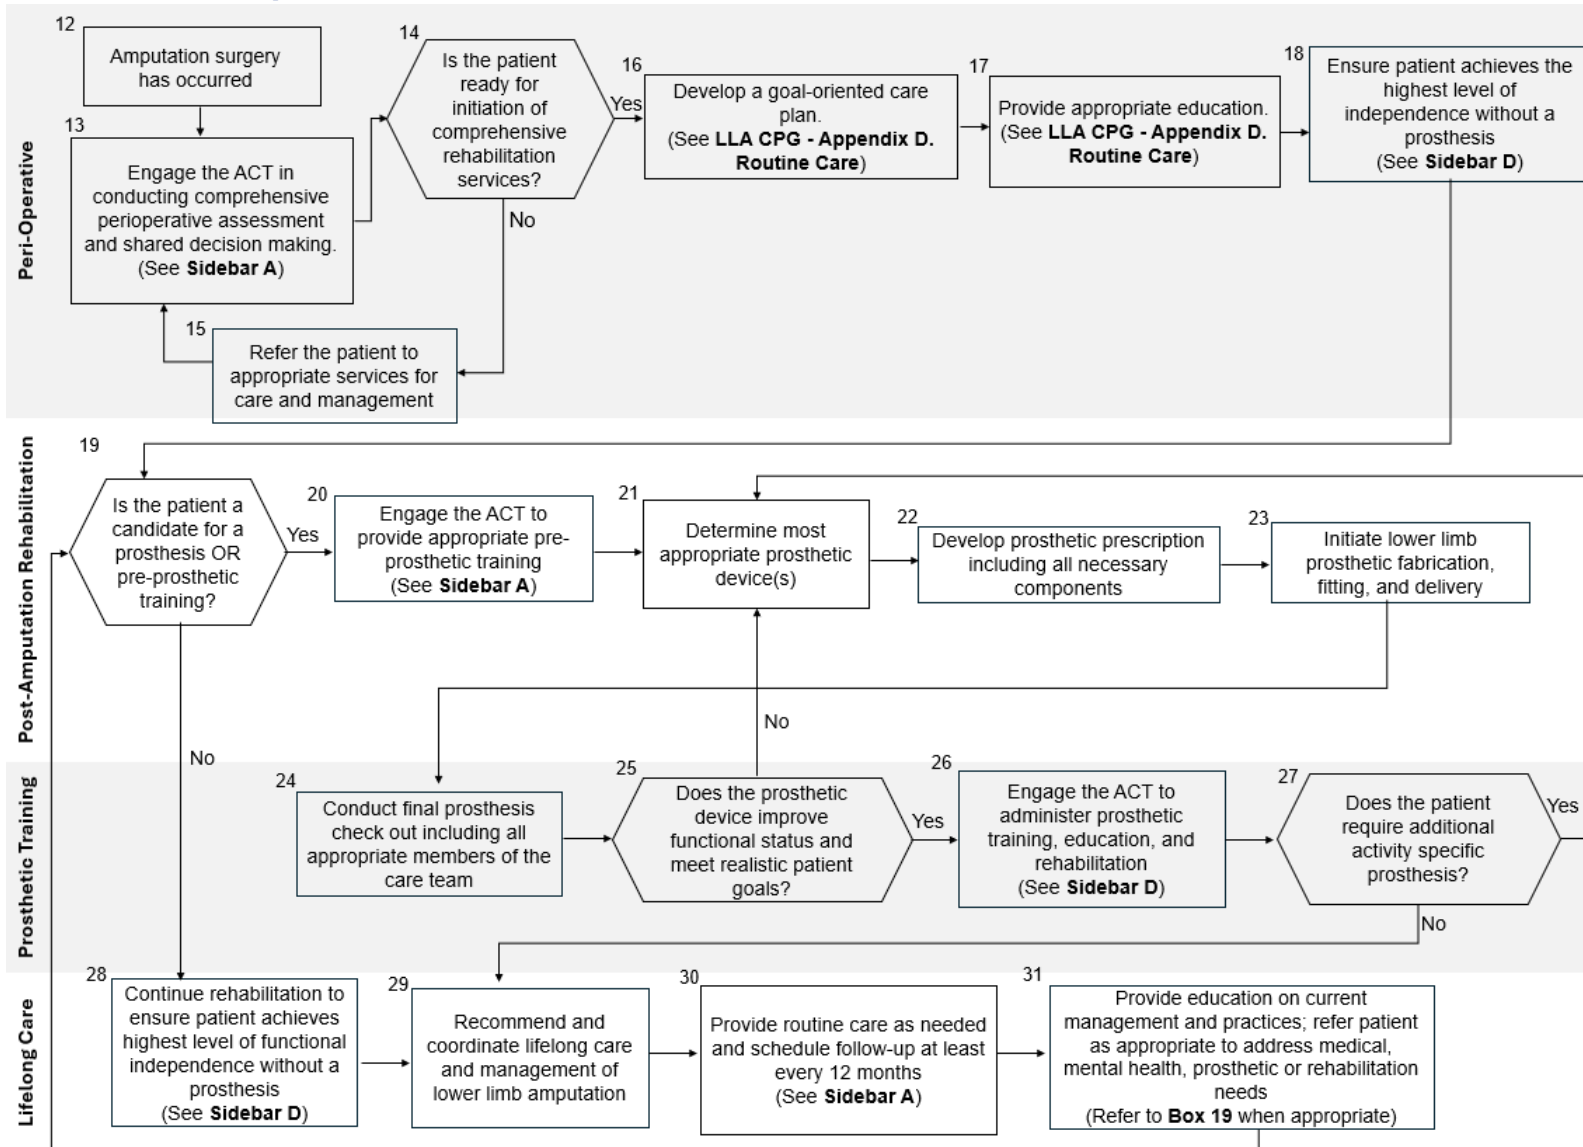 Peri-Operative
12
Amputation surgery
has occurred
13
Engage the ACT in
conducting comprehensive
perioperative assessment
and shared decision making.
(See Sidebar A)
14
Is the patient
ready for
initiation of
comprehensive
rehabilitation
services?
Yes
No
15
Refer the patient to
appropriate services for
care and management
16
Develop a goal-oriented care
plan.
(See LLA CPG - Appendix D.
Routine Care)
17
Provide appropriate education.
(See LLA CPG - Appendix D.
Routine Care)
18
Ensure patient achieves the
highest level of
independence without a
prosthesis
(See Sidebar D)
Post-Amputation Rehabilitation
19
Is the patient a
candidate for a
prosthesis OR
pre-prosthetic
training?
Yes
No
20
Engage the ACT to
provide appropriate pre-
prosthetic training
(See Sidebar A)
21
Determine most
appropriate prosthetic
device(s)
22
Develop prosthetic prescription
including all necessary
components
23
Initiate lower limb
prosthetic fabrication,
fitting, and delivery
Prosthetic Training
24
Conduct final prosthesis
check out including all
appropriate members of the
care team
25
Does the prosthetic
device improve
functional status and
meet realistic patient
goals?
No
Yes
26
Engage the ACT to
administer prosthetic
training, education, and
rehabilitation
(See Sidebar D)
27
Does the patient
require additional
activity specific
prosthesis?
Yes
No
Lifelong Care
28
Continue rehabilitation to
ensure patient achieves
highest level of functional
independence without a
prosthesis
(See Sidebar D)
29
Recommend and
coordinate lifelong care
and management of
lower limb amputation
30
Provide routine care as needed
and schedule follow-up at least
every 12 months
(See Sidebar A)
31
Provide education on current
management and practices; refer patient
as appropriate to address medical,
mental health, prosthetic or rehabilitation
needs
(Refer to Box 19 when appropriate)